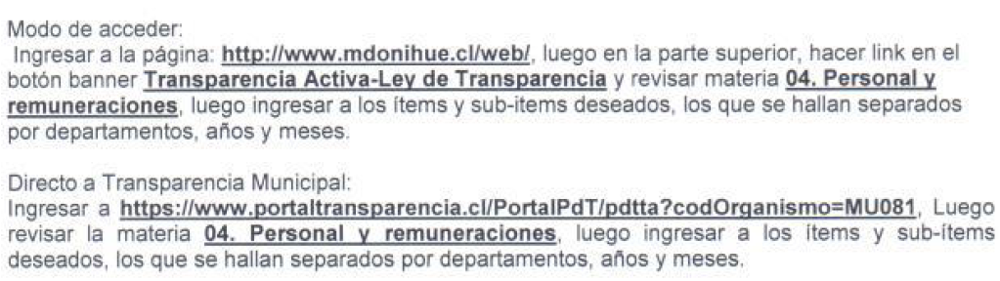 Modo de acceder:
Ingresar a la página: http://www.mdonihue.cl/web/, luego en la parte superior, hacer link en el
botón banner Transparencia Activa-Ley de Transparencia y revisar materia 04. Personal y
remuneraciones, luego ingresar a los ítems y sub-items deseados, los que se hallan separados
por departamentos, años y meses.
Directo a Transparencia Municipal:
Ingresar a https://www.portaltransparencia.cl/PortalPdT/pdtta?codOrganismo=MU081, Luego
revisar la materia 04. Personal y remuneraciones, luego ingresar a los ítems y sub-ítems
deseados, los que se hallan separados por departamentos, años y meses.